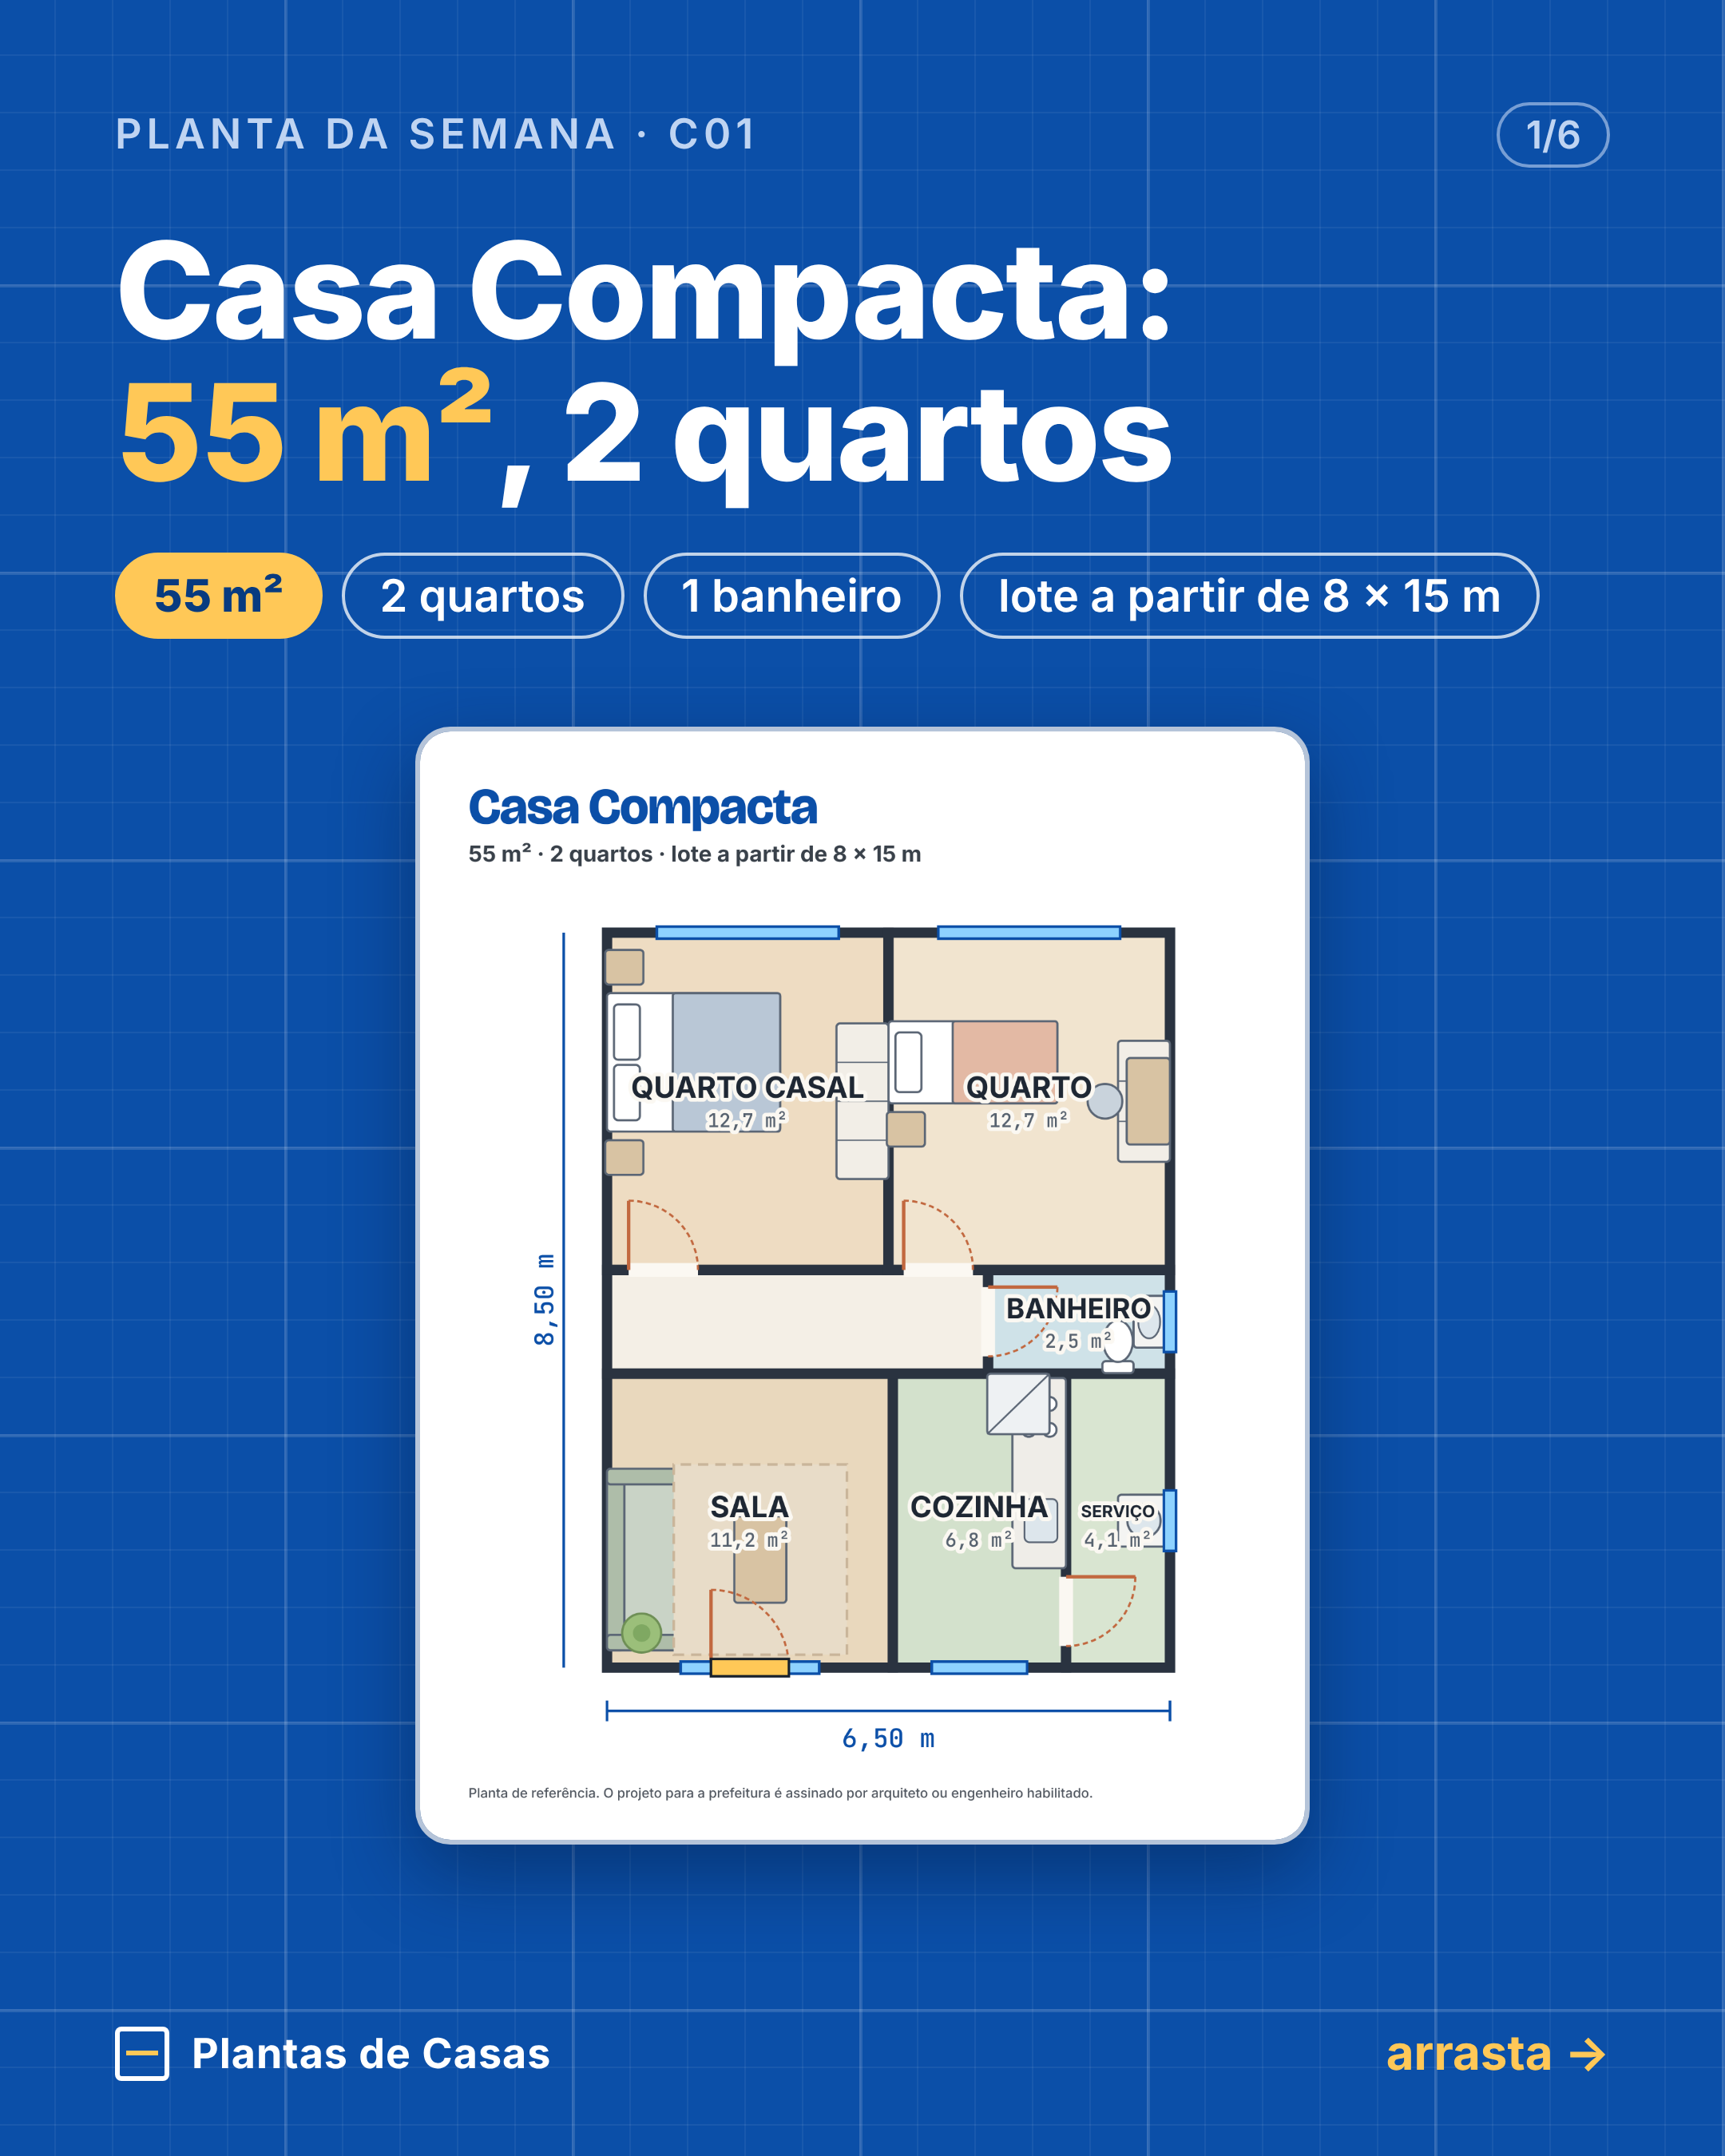 PLANTA DA SEMANA · C01
1/6
Casa Compacta:
55 m², 2 quartos
55 m²
2 quartos
1 banheiro
lote a partir de 8 × 15 m
Casa Compacta
55 m² · 2 quartos · lote a partir de 8 × 15 m
QUARTO CASAL
12,7 m²
QUARTO
12,7 m²
8,50 m
BANHEIRO
2,5 m²
SALA
11,2 m²
COZINHA
6,8 m²
SERVIÇO
4,1 m²
6,50 m
Planta de referência. O projeto para a prefeitura é assinado por arquiteto ou engenheiro habilitado.
Plantas de Casas
arrasta →